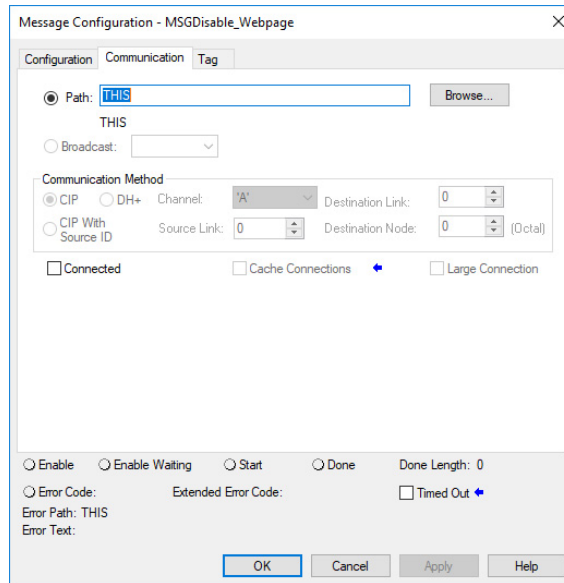 Message Configuration - MSGDisable_Webpage
Configuration Communication Tag
Path: THIS Browse...
THIS
Broadcast:
Communication Method
CIP DH+ Channel: 'A' Destination Link: 0
CIP With Source ID Source Link: 0 Destination Node: 0 (Octal)
Connected Cache Connections Large Connection
Enable Enable Waiting Start Done Done Length: 0
Error Code: Extended Error Code: Timed Out
Error Path: THIS
Error Text:
OK Cancel Apply Help